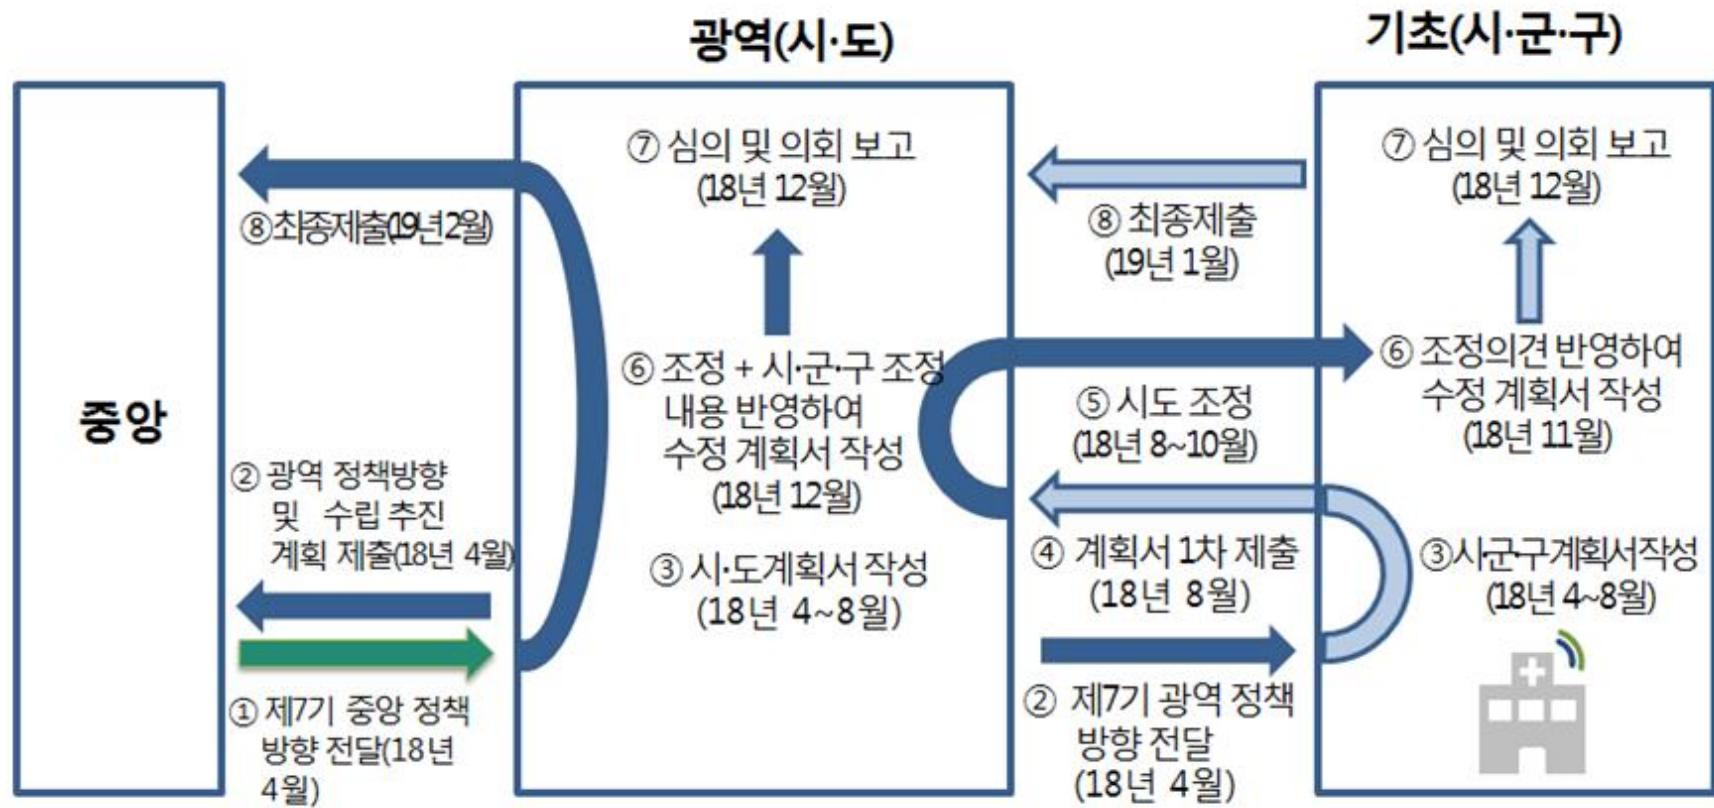 광역(시·도)
기초(시·군·구)
중앙
⑧최종제출(19년2월)
② 광역 정책방향
및 수립 추진
계획 제출(18년 4월)
① 제7기 중앙 정책
방향 전달(18년
4월)
⑦ 심의 및 의회 보고
(18년 12월)
⑥ 조정 + 시·군·구 조정
내용 반영하여
수정 계획서 작성
(18년 12월)
③ 시·도계획서 작성
(18년 4~8월)
⑧ 최종제출
(19년 1월)
⑤ 시도 조정
(18년 8~10월)
④ 계획서 1차 제출
(18년 8월)
② 제7기 광역 정책
방향 전달
(18년 4월)
⑦ 심의 및 의회 보고
(18년 12월)
⑥ 조정의견 반영하여
수정 계획서 작성
(18년 11월)
③시·군·구계획서작성
(18년 4~8월)